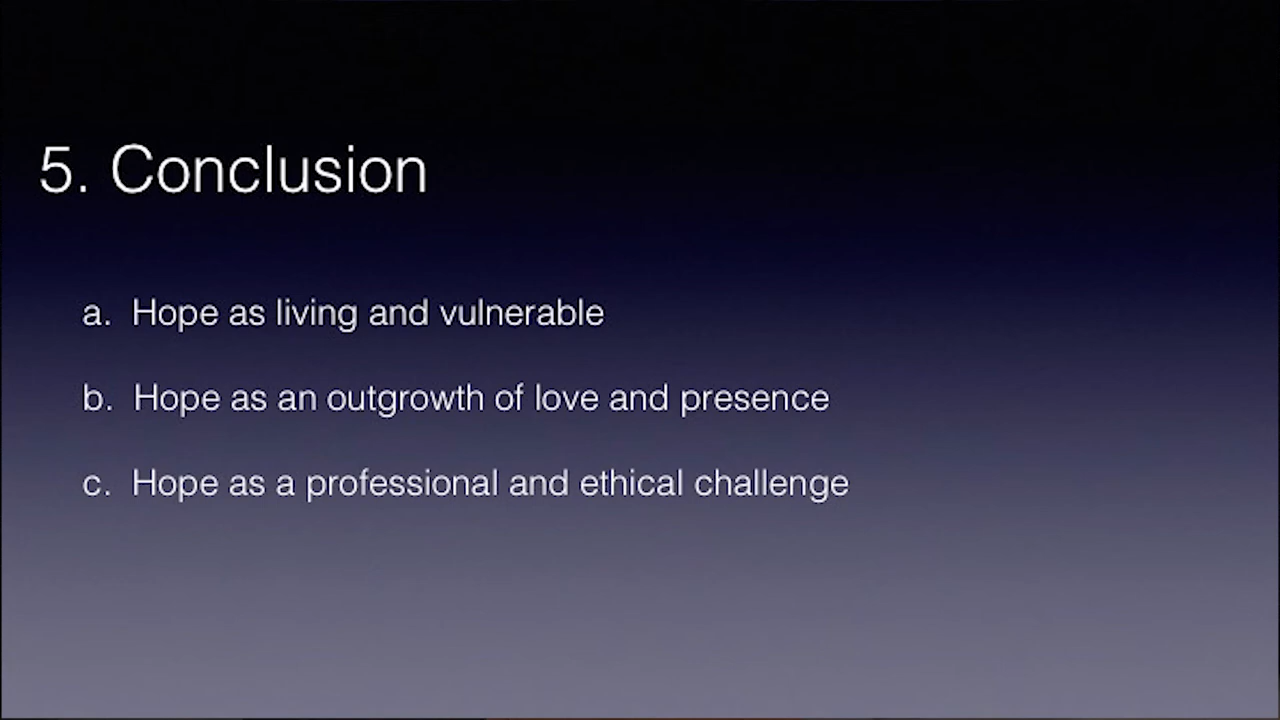 5. Conclusion
a. Hope as living and vulnerable
b. Hope as an outgrowth of love and presence
c. Hope as a professional and ethical challenge